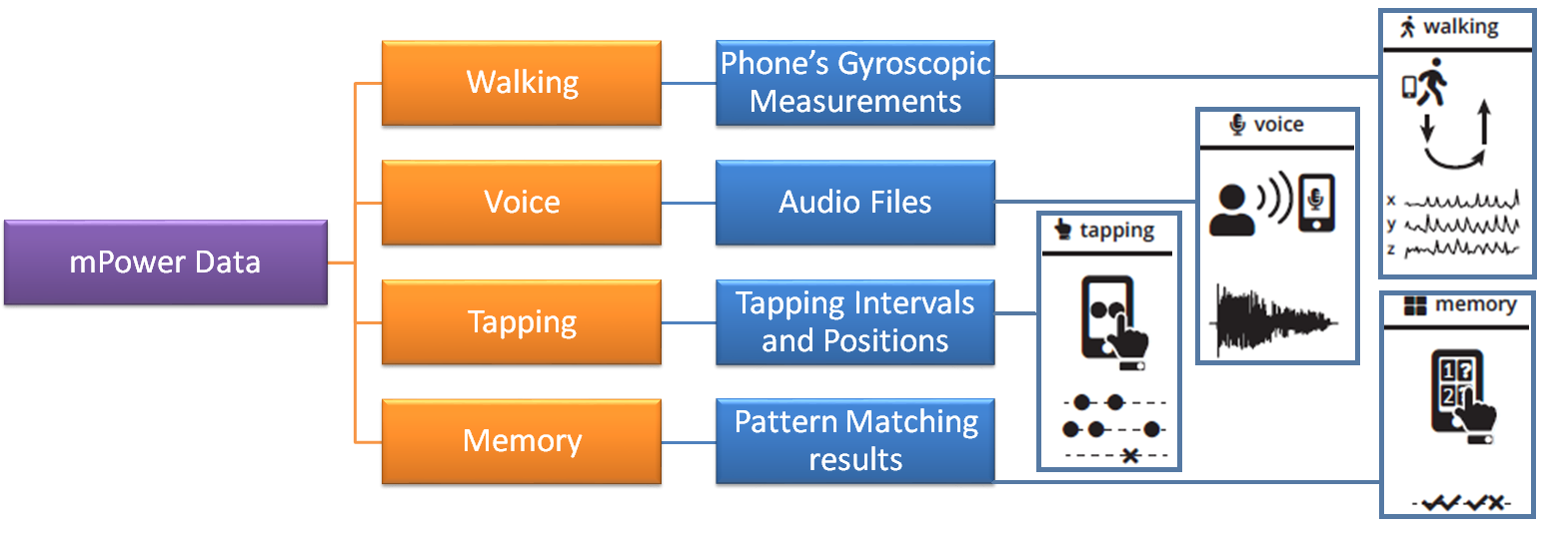 mPower Data
Walking
Phone's Gyroscopic
Measurements
walking
x
y
z
Voice
Audio Files
voice
Tapping
Tapping Intervals
and Positions
tapping
Memory
Pattern Matching
results
memory
1 ?
2